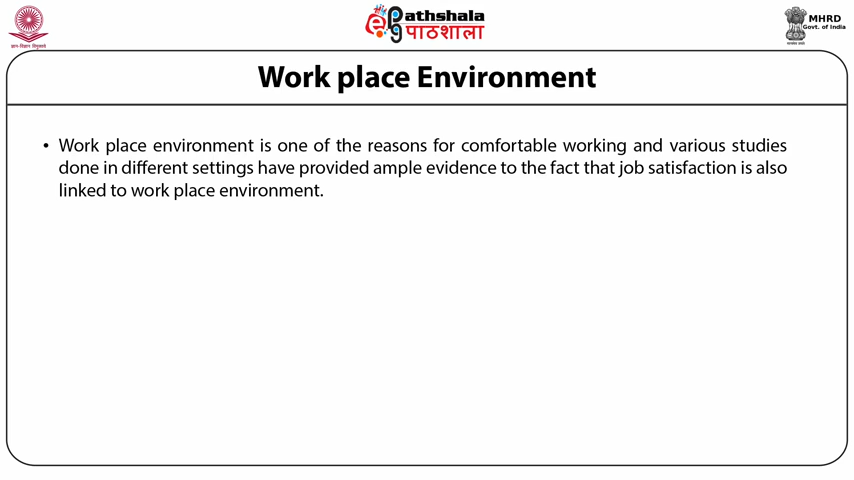 ज्ञान-विज्ञान विमुक्तये
Pathshala
पाठशाला
MHRD
Govt. of India
Work place Environment
• Work place environment is one of the reasons for comfortable working and various studies
done in different settings have provided ample evidence to the fact that job satisfaction is also
linked to work place environment.